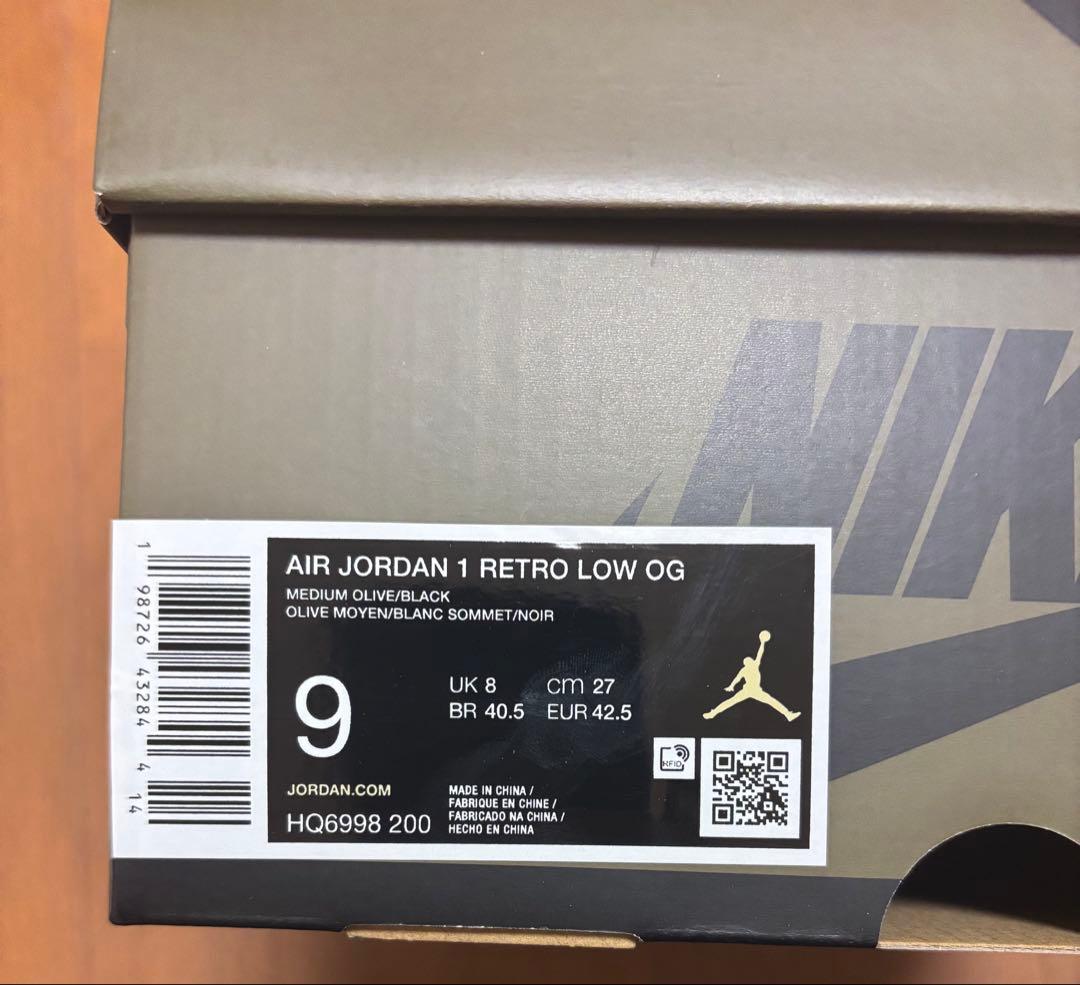 NIK
AIR JORDAN 1 RETRO LOW OG
MEDIUM OLIVE/BLACK
OLIVE MOYEN/BLANC SOMMET/NOIR
9
UK 8 cm 27
BR 40.5 EUR 42.5
RFID
JORDAN.COM
HQ6998 200
MADE IN CHINA /
FABRIQUE EN CHINE /
FABRICADO NA CHINA /
HECHO EN CHINA
1 98726 43284 4 14